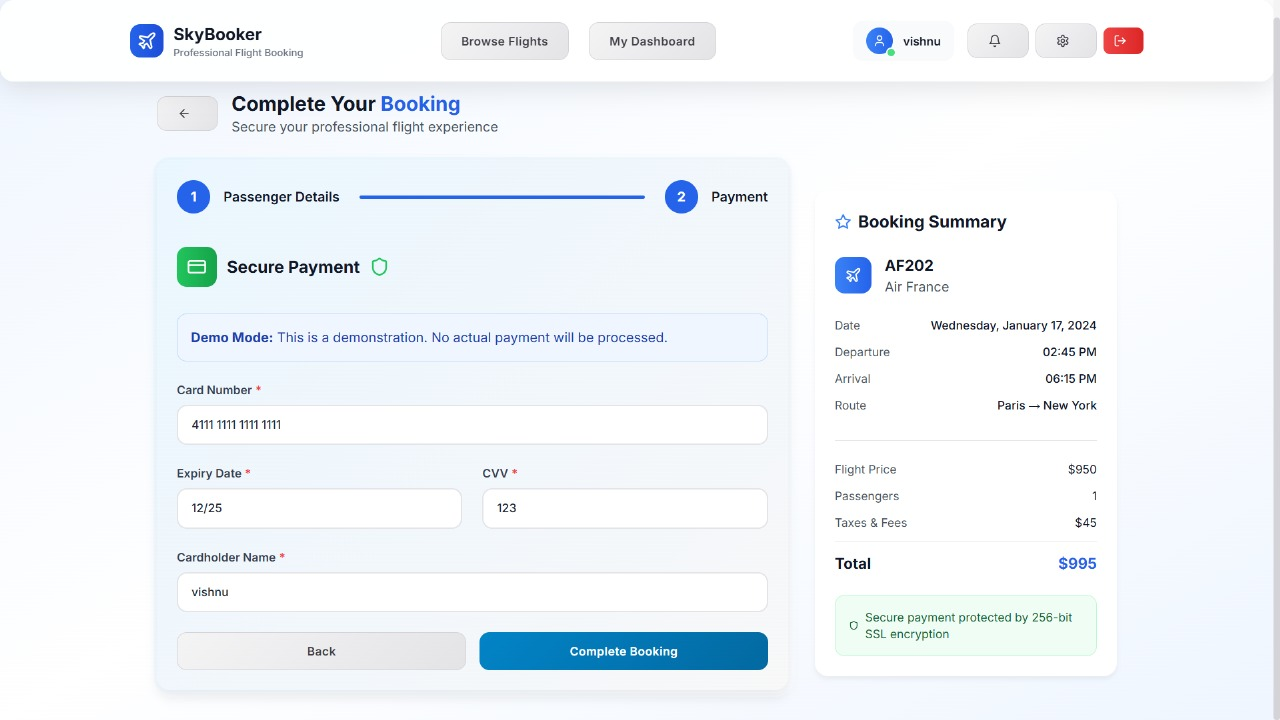 SkyBooker
Professional Flight Booking
Browse Flights
My Dashboard
vishnu
Complete Your Booking
Secure your professional flight experience
1 Passenger Details
2 Payment
Secure Payment
Demo Mode: This is a demonstration. No actual payment will be processed.
Card Number *
4111 1111 1111 1111
Expiry Date *
CVV *
12/25
123
Cardholder Name *
vishnu
Back
Complete Booking
Booking Summary
AF202
Air France
Date Wednesday, January 17, 2024
Departure 02:45 PM
Arrival 06:15 PM
Route Paris → New York
Flight Price $950
Passengers 1
Taxes & Fees $45
Total $995
Secure payment protected by 256-bit
SSL encryption